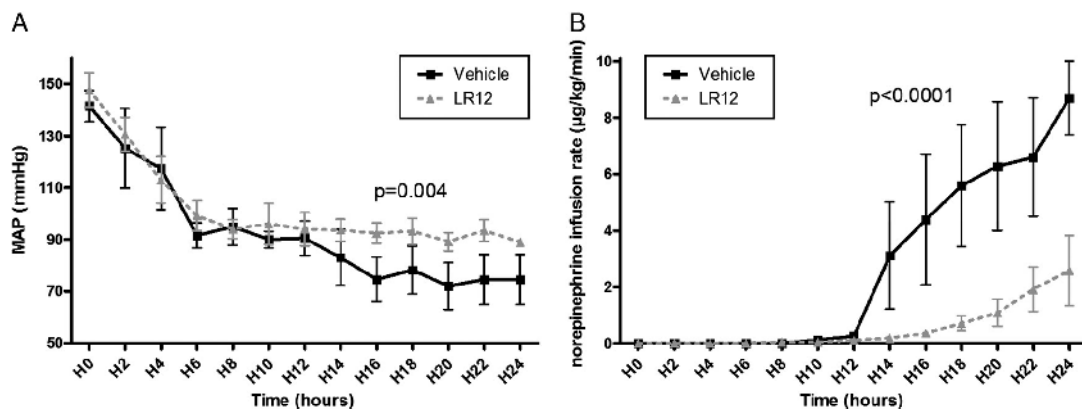 A
MAP (mmHg)
150
130
110
90
70
50
Vehicle
LR12
p=0.004
H0 H2 H4 H6 H8 H10 H12 H14 H16 H18 H20 H22 H24
Time (hours)
B
norepinephrine infusion rate (µg/kg/min)
10
8
6
4
2
0
Vehicle
LR12
p<0.0001
H0 H2 H4 H6 H8 H10 H12 H14 H16 H18 H20 H22 H24
Time (hours)